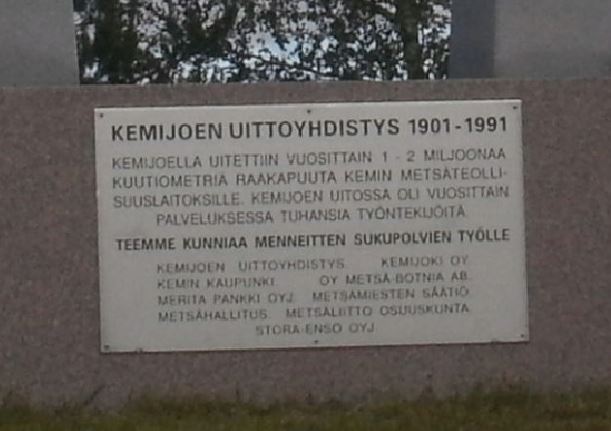 KEMIJOEN UITTOYHDISTYS 1901-1991
KEMIJOELLA UITETTIIN VUOSITTAIN 1 - 2 MILJOONAA
KUUTIOMETRIÄ RAAKAPUUTA KEMIN METSÄTEOLLI-
SUUSLAITOKSILLE. KEMIJOEN UITOSSA OLI VUOSITTAIN
PALVELUKSESSA TUHANSIA TYÖNTEKIJÖITÄ.
TEEMME KUNNIAA MENNEITTEN SUKUPOLVIEN TYÖLLE
KEMIJOEN UITTOYHDISTYS. KEMIJOKI OY.
KEMIN KAUPUNKI. OY METSÄ-BOTNIA AB.
MERITA PANKKI OYJ. METSÄMIESTEN SÄÄTIÖ.
METSÄHALLITUS. METSÄLIITTO OSUUSKUNTA.
STORA-ENSO OYJ.